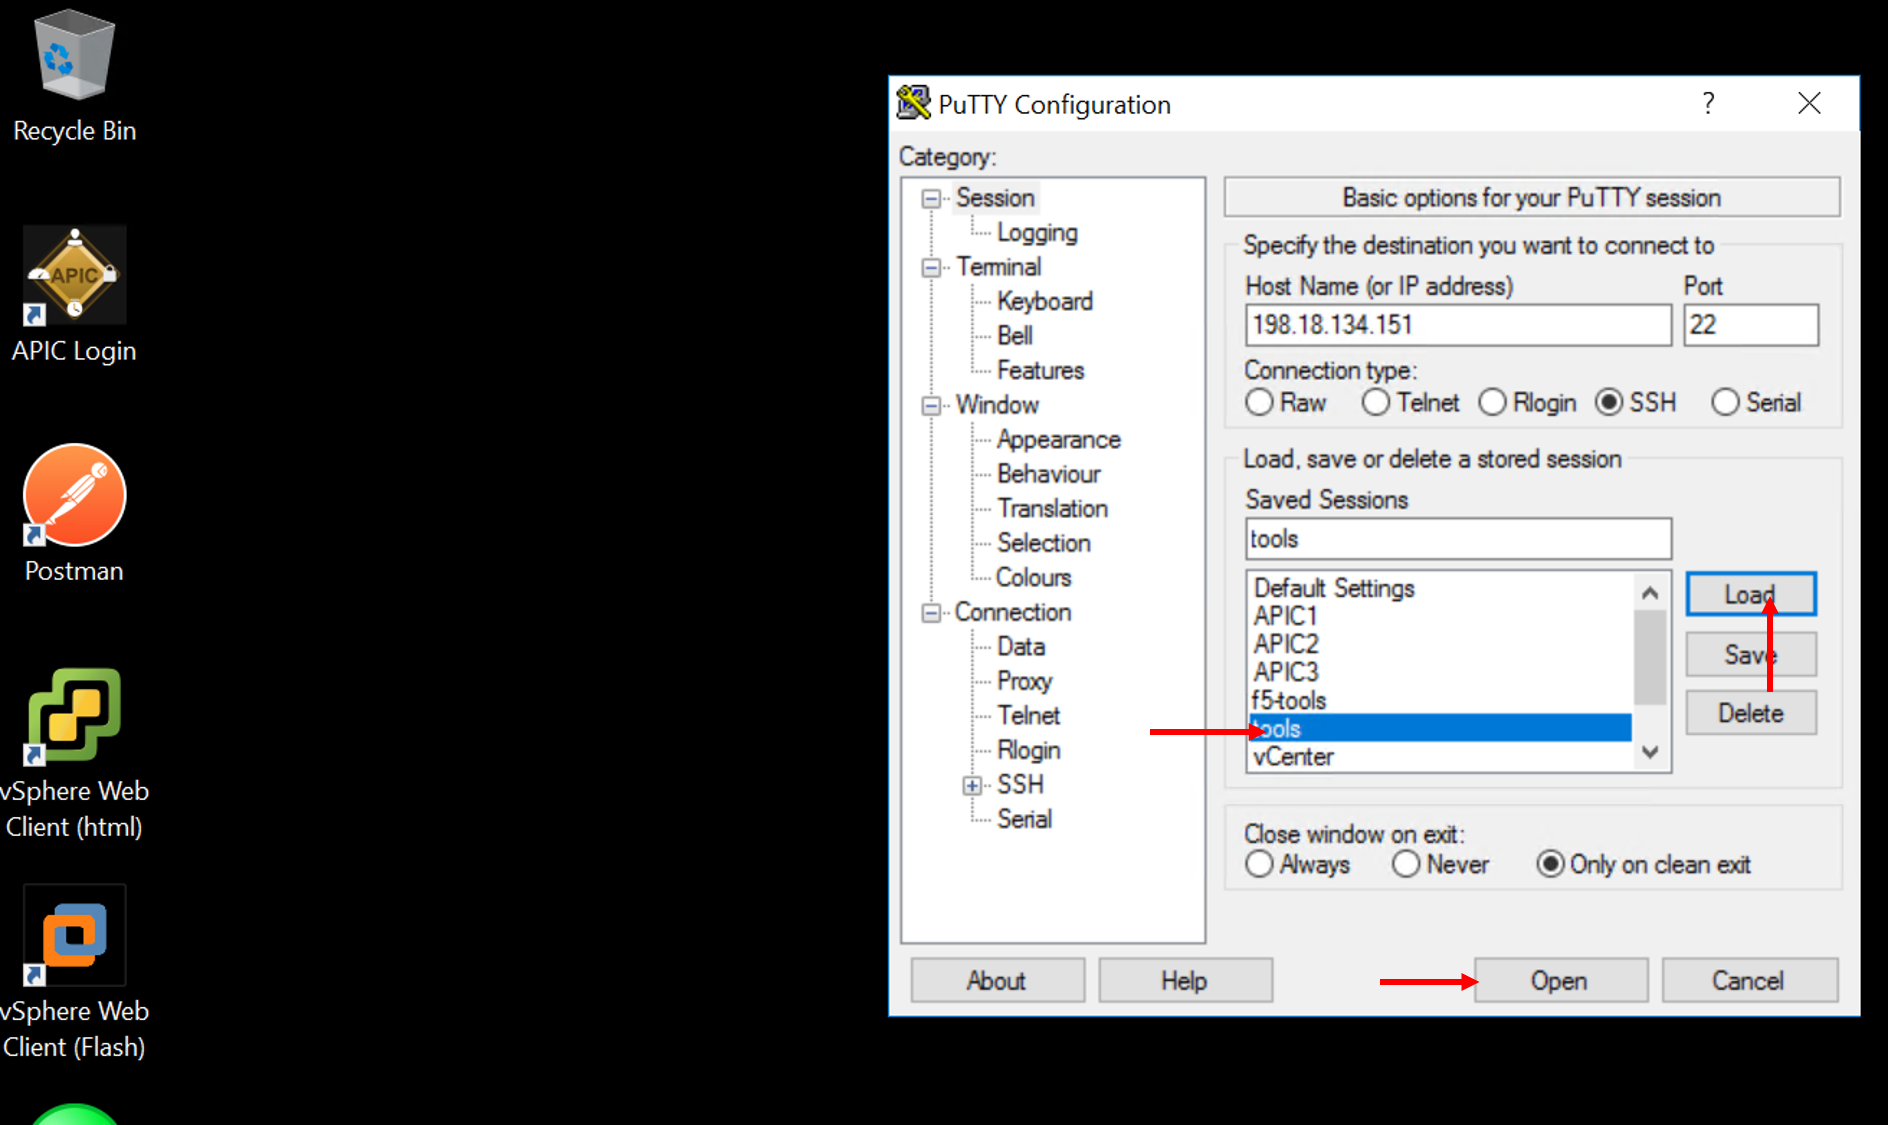 Recycle Bin
APIC
APIC Login
Postman
vSphere Web
Client (html)
vSphere Web
Client (Flash)
PuTTY Configuration
?
Category:
Session
Logging
Terminal
Keyboard
Bell
Features
Window
Appearance
Behaviour
Translation
Selection
Colours
Connection
Data
Proxy
Telnet
Rlogin
SSH
Serial
Basic options for your PuTTY session
Specify the destination you want to connect to
Host Name (or IP address) Port
198.18.134.151 22
Connection type:
Raw Telnet Rlogin SSH Serial
Load, save or delete a stored session
Saved Sessions
tools
Default Settings
APIC1
APIC2
APIC3
f5-tools
tools
vCenter
Load
Save
Delete
Close window on exit:
Always Never Only on clean exit
About Help Open Cancel